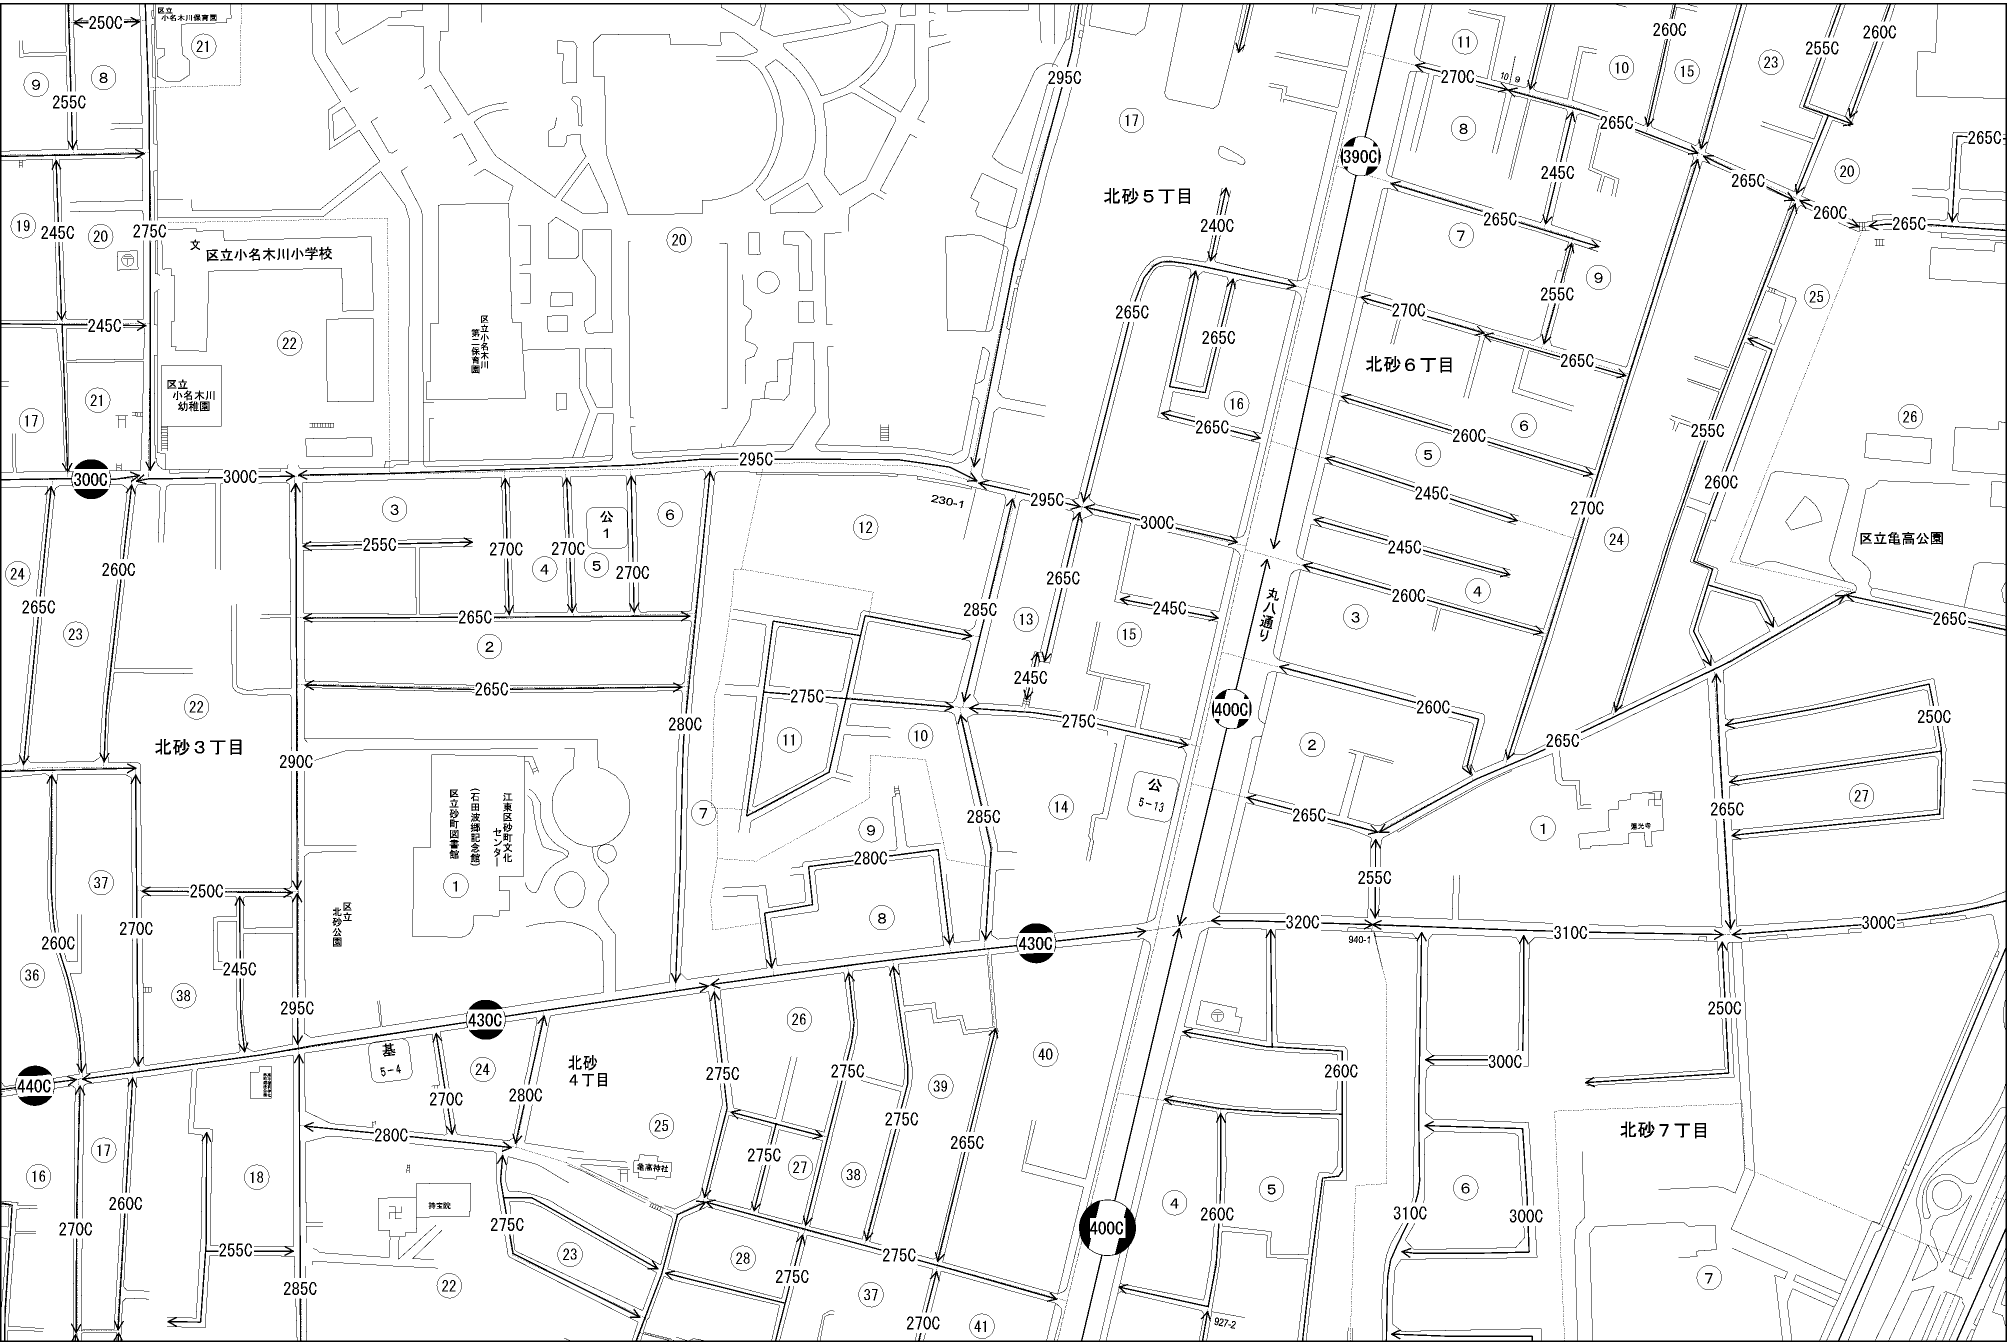 250C
区立
小名木川保育園
21
295C
17
270C
11
10 9
10
260C
15
23
255C
260C
9
8
255C
8
265C
390C
245C
265C
20
265C
北砂5丁目
260C
265C
19
245C
20
275C
文
区立小名木川小学校
20
240C
265C
7
9
255C
25
245C
22
区立小名木川
第二保育園
265C
265C
270C
265C
北砂6丁目
区立
小名木川
幼稚園
21
17
16
265C
6
260C
5
255C
26
300C
300C
295C
295C
230-1
300C
245C
260C
270C
3
6
公
1
12
255C
270C
4
270C
5
270C
265C
245C
24
区立亀高公園
24
265C
260C
23
265C
2
285C
13
245C
15
丸八通り
4
260C
3
265C
265C
245C
275C
275C
400C
260C
250C
22
北砂3丁目
290C
280C
11
10
2
265C
265C
27
区立砂町図書館
(石田波郷記念館)
江東区砂町文化
センター
1
7
9
285C
14
公
5-13
265C
1
持光寺
280C
255C
37
250C
270C
区立
北砂公園
8
430C
320C
940-1
310C
300C
260C
36
245C
38
295C
430C
26
250C
440C
基
5-4
24
北砂
4丁目
275C
275C
39
40
260C
300C
270C
280C
275C
17
280C
25
265C
北砂7丁目
16
18
亀高神社
275C
27
38
持宝院
4
5
6
270C
260C
275C
260C
310C
300C
255C
23
28
275C
400C
285C
22
275C
37
7
270C
41
927-2